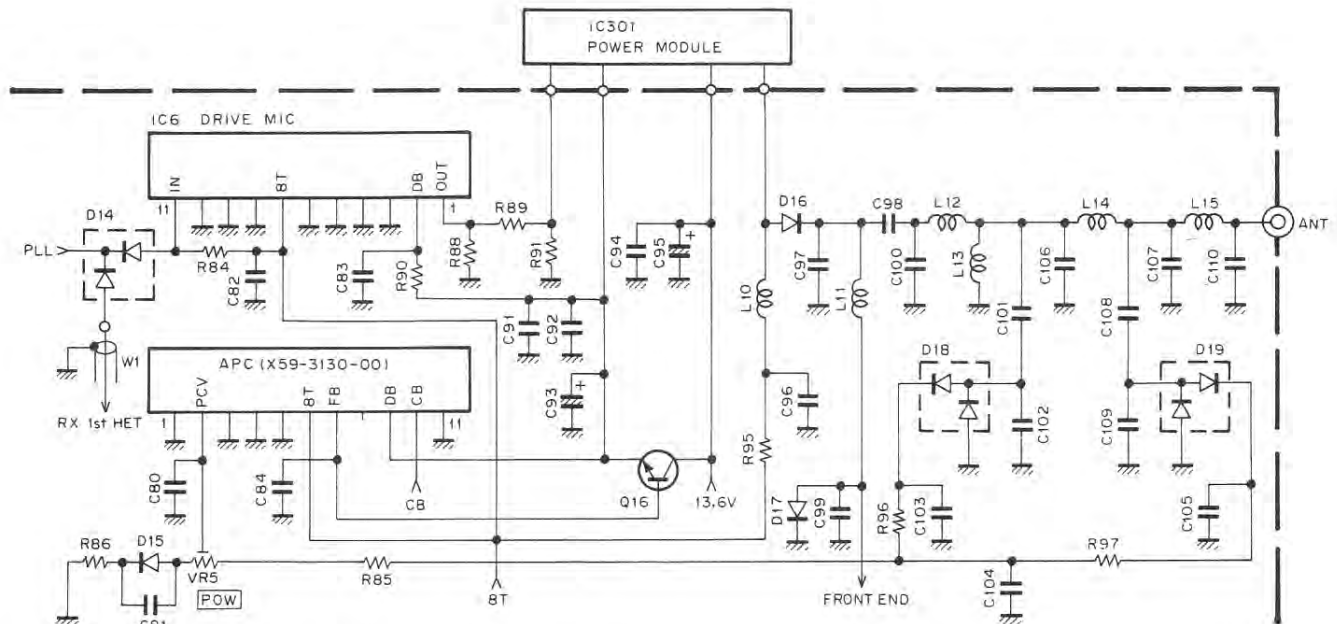 IC301
POWER MODULE
IC6 DRIVE MIC
IN
8T
DB
OUT
11
1
D14
PLL
R84
C82
C83
R90
R88
R89
R91
C94
C95
+
D16
C97
C98
L12
L14
L15
ANT
C100
L13
C106
C107
C110
L10
L11
C101
C108
W1
RX 1st HET
APC (X59-3130-00)
PCV
8T
FB
DB
CB
1
11
C91
C92
C93
+
C96
R95
D18
D19
C102
C109
C80
C84
CB
Q16
13.6V
D17
C99
R96
C103
C105
R86
D15
VR5
POW
R85
8T
FRONT END
C104
R97